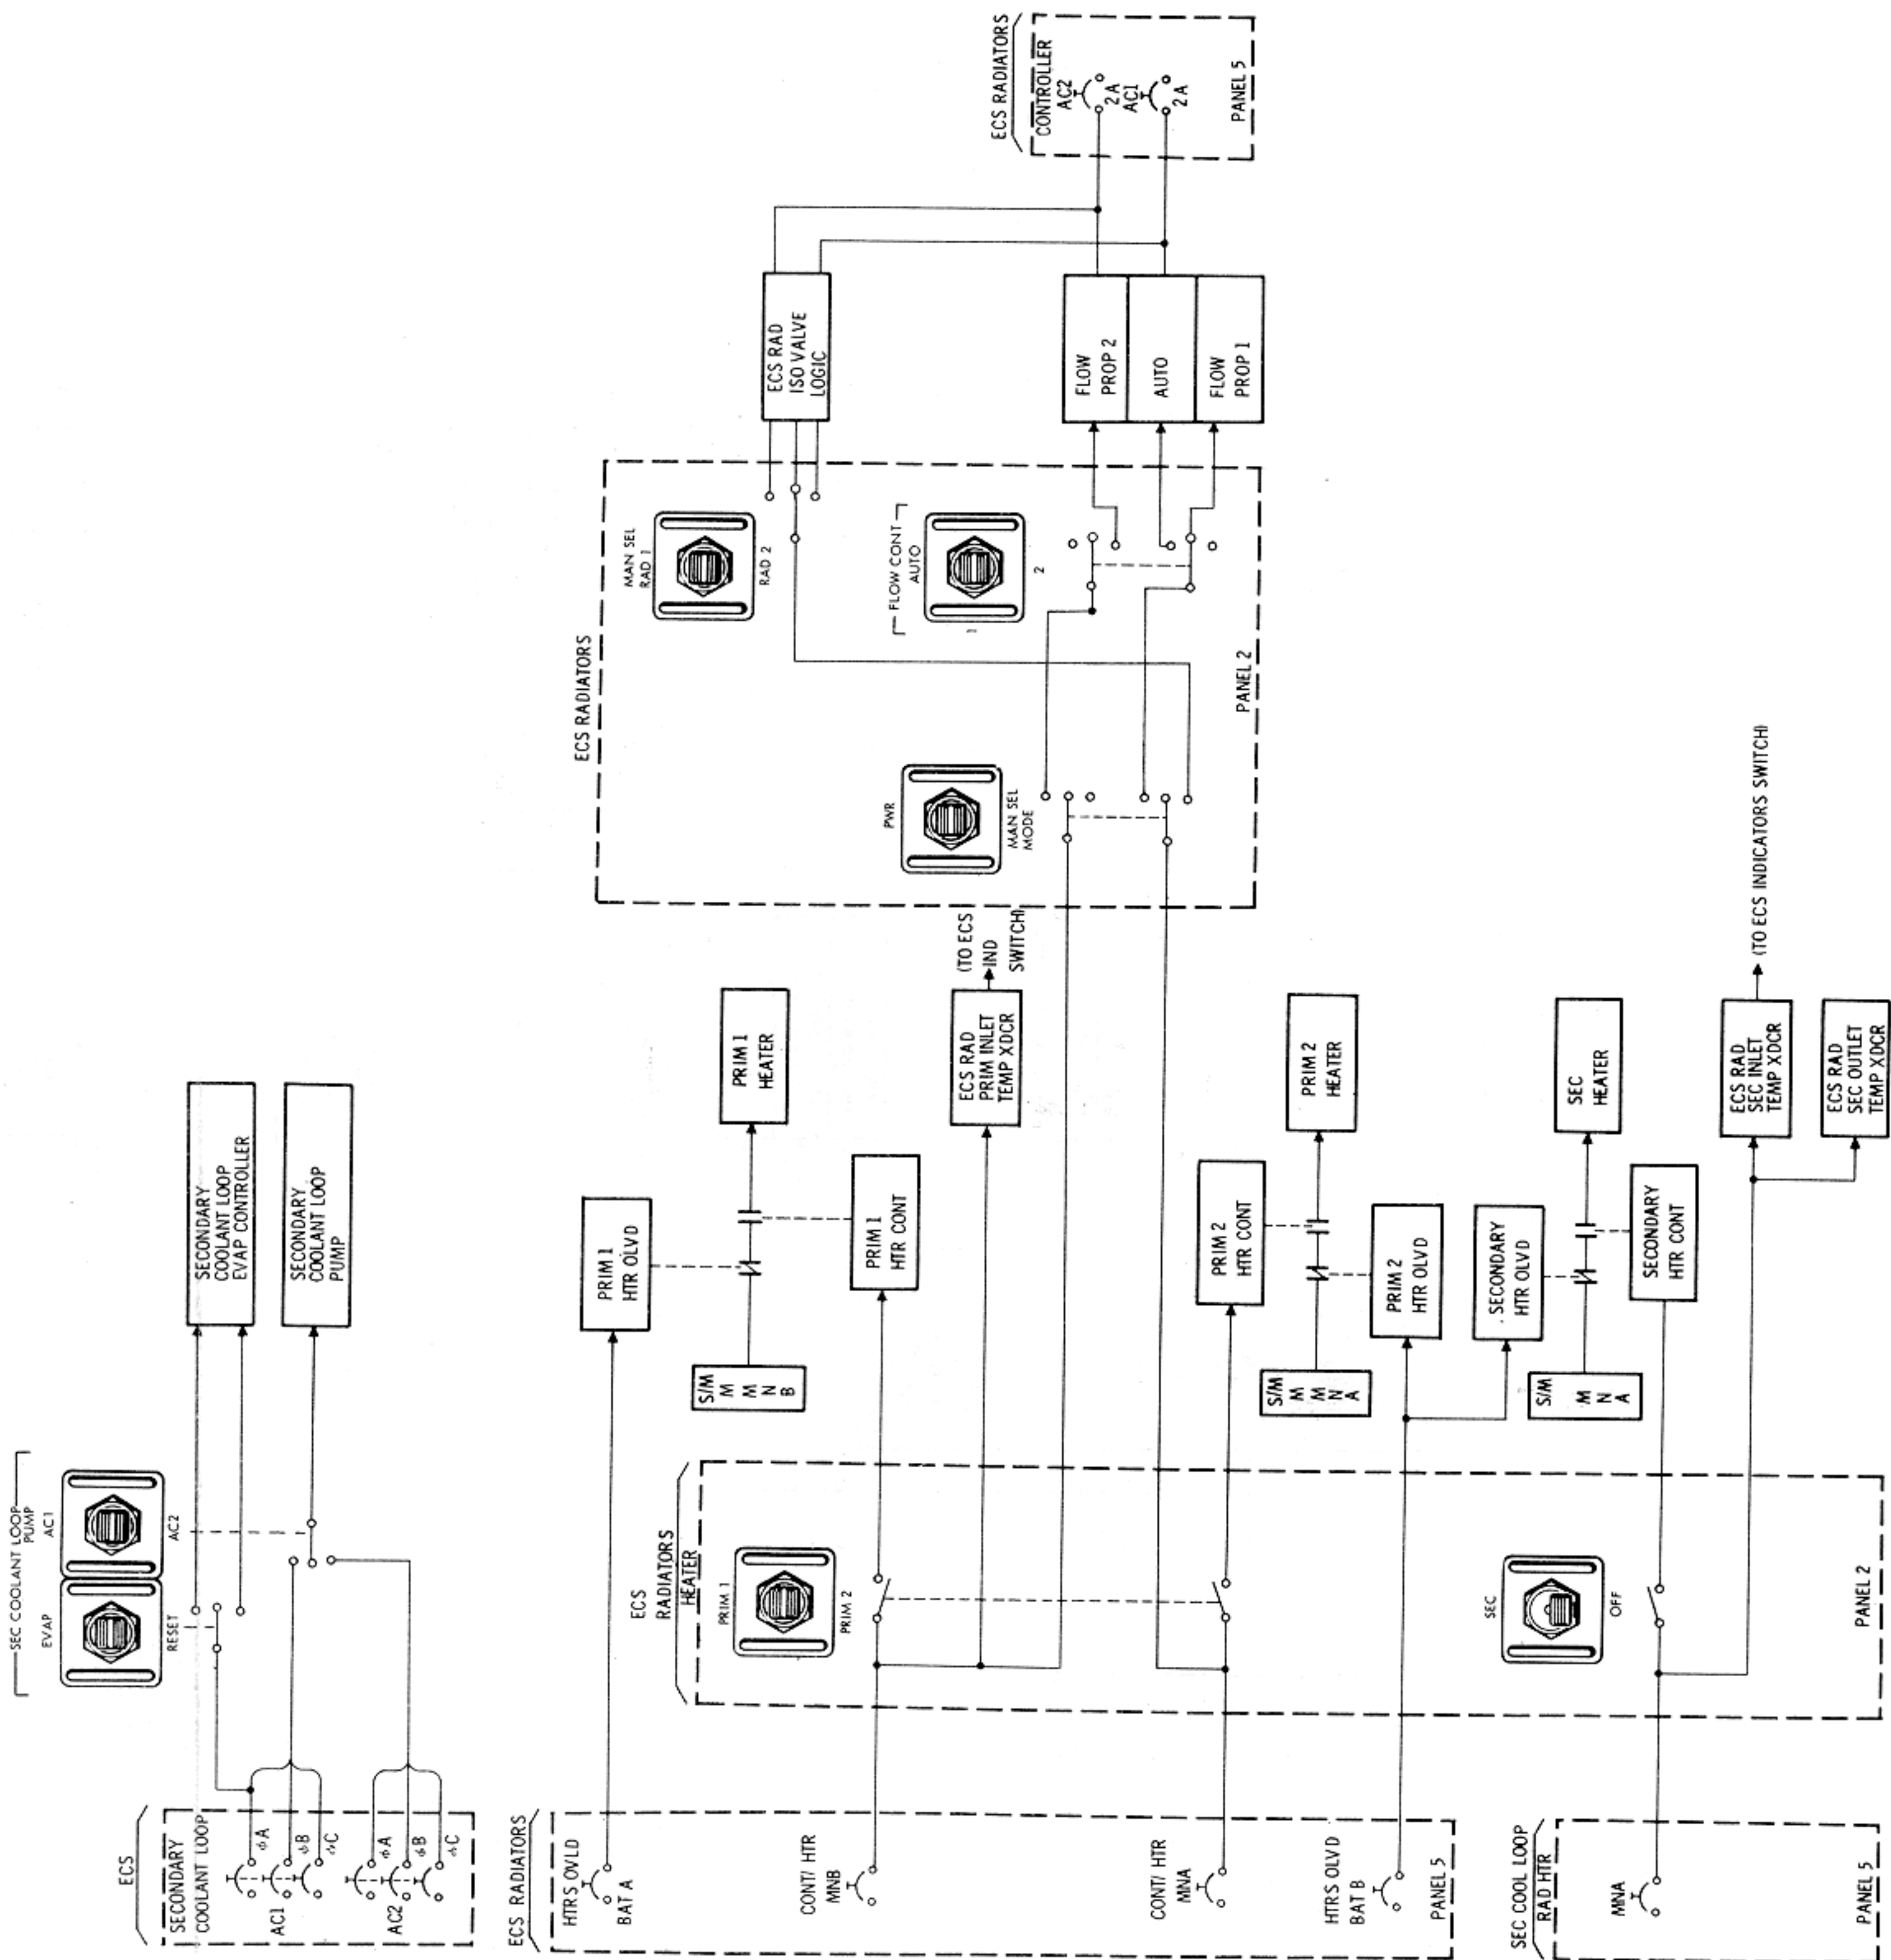 SEC COOLANT LOOP
PUMP
EVAP
AC1
RESET
AC2
ECS
SECONDARY
COOLANT LOOP
AC1
ϕA
ϕB
ϕC
AC2
ϕA
ϕB
ϕC
SECONDARY
COOLANT LOOP
EVAP CONTROLLER
SECONDARY
COOLANT LOOP
PUMP
ECS RADIATORS
HTRS OVLD
BAT A
CONT/ HTR
MNB
CONT/ HTR
MNA
HTRS OLVD
BAT B
PANEL 5
SEC COOL LOOP
RAD HTR
MNA
PANEL 5
ECS
RADIATORS
HEATER
PRIM 1
PRIM 2
SEC
OFF
PANEL 2
PRIM 1
HTR OLVD
S/M
M
M
N
B
PRIM 1
HEATER
PRIM 1
HTR CONT
ECS RAD
PRIM INLET
TEMP XDCR
(TO ECS
IND
SWITCH)
PRIM 2
HTR CONT
S/M
M
M
N
A
PRIM 2
HEATER
PRIM 2
HTR OLVD
SECONDARY
HTR OLVD
S/M
M
N
A
SEC
HEATER
SECONDARY
HTR CONT
ECS RAD
SEC INLET
TEMP XDCR
(TO ECS INDICATORS SWITCH)
ECS RAD
SEC OUTLET
TEMP XDCR
ECS RADIATORS
MAN SEL
RAD 1
RAD 2
FLOW CONT
AUTO
1
2
PWR
MAN SEL
MODE
PANEL 2
ECS RAD
ISO VALVE
LOGIC
FLOW
PROP 2
AUTO
FLOW
PROP 1
ECS RADIATORS
CONTROLLER
AC2
2A
AC1
2A
PANEL 5